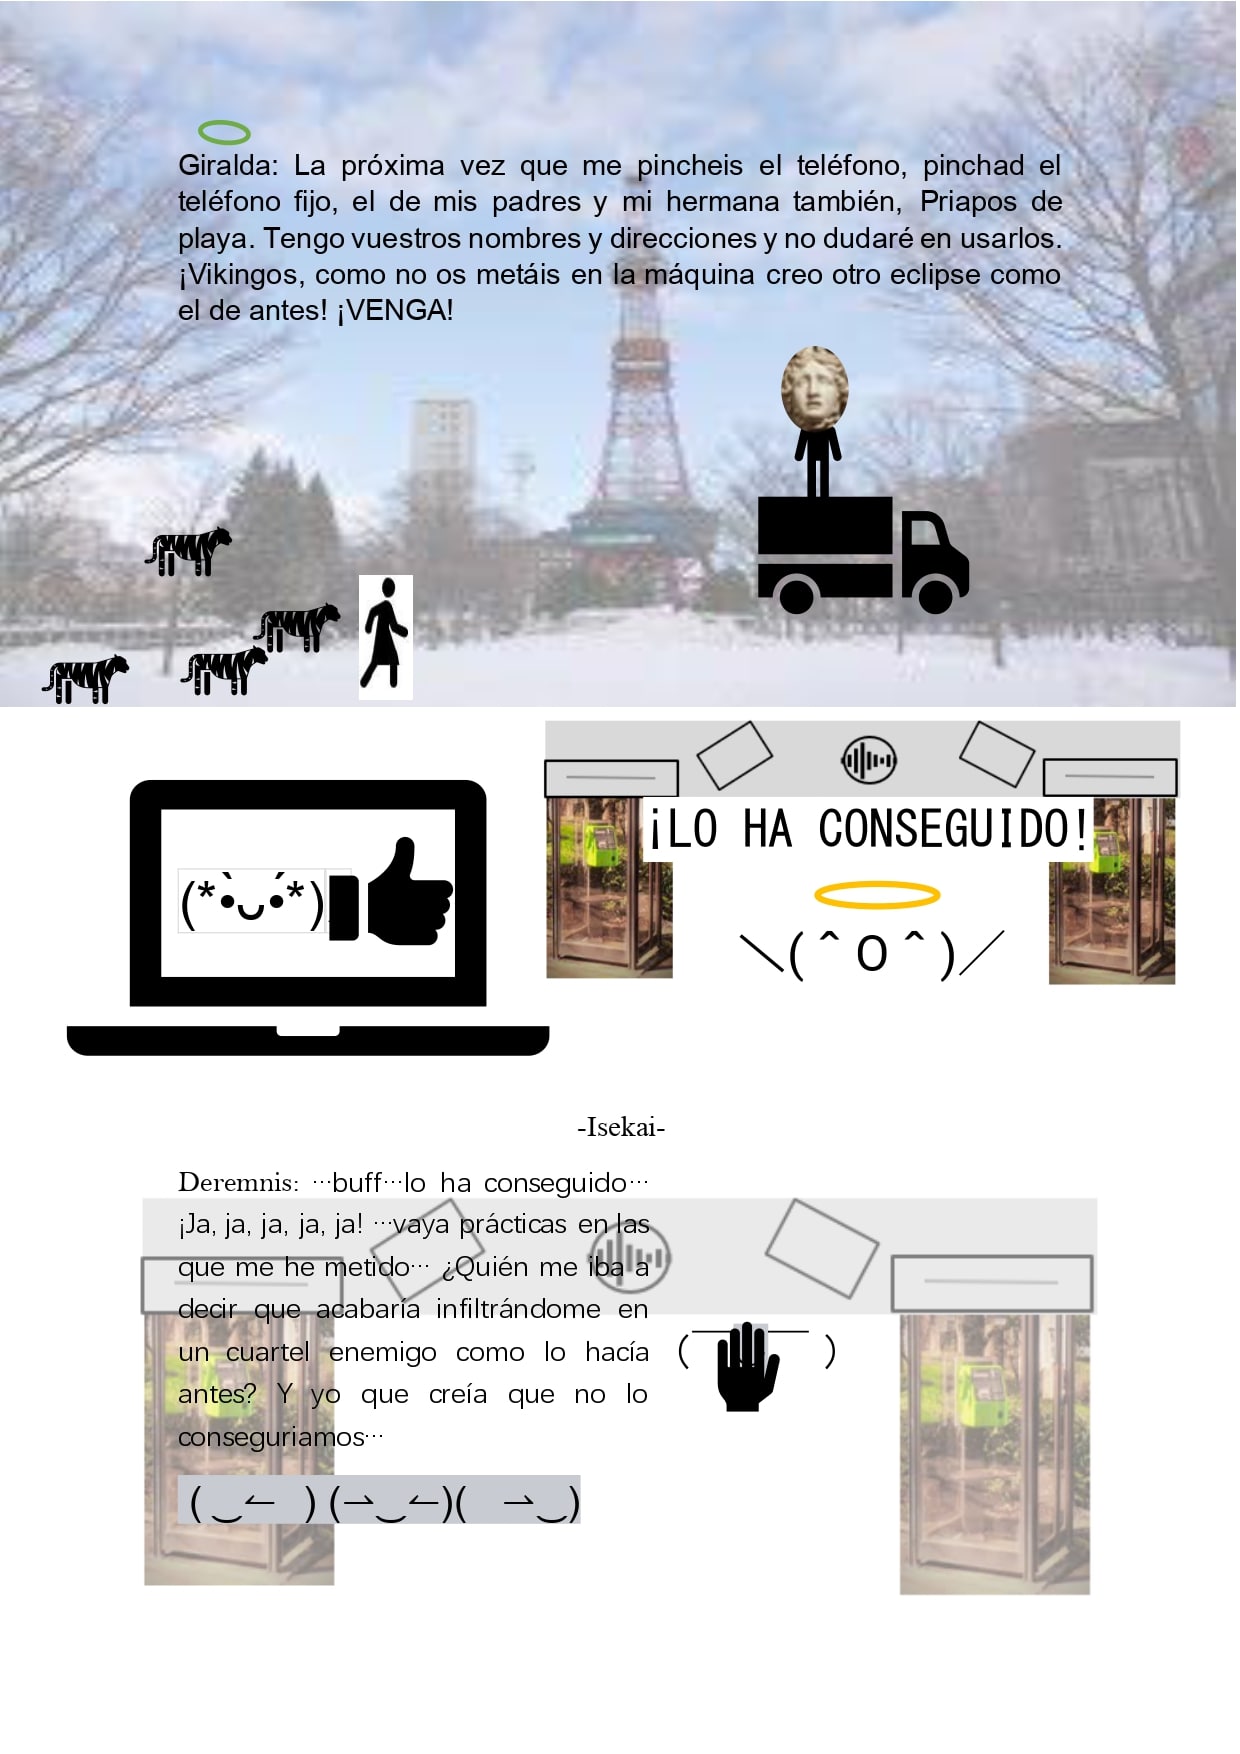 Giralda: La próxima vez que me pincheis el teléfono, pinchad el
teléfono fijo, el de mis padres y mi hermana también, Priapos de
playa. Tengo vuestros nombres y direcciones y no dudaré en usarlos.
¡Vikingos, como no os metáis en la máquina creo otro eclipse como
el de antes! ¡VENGA!
(*•̀ᴗ•́*)
¡LO HA CONSEGUIDO!
＼(＾O＾)／
-Isekai-
Deremnis: …buff…lo ha conseguido…
¡Ja, ja, ja, ja, ja! …vaya prácticas en las
que me he metido… ¿Quién me iba a
decir que acabaría infiltrándome en
un cuartel enemigo como lo hacía
antes? Y yo que creía que no lo
conseguriamos…
( ‿↼ ) (⇀‿↼)( ⇀‿)